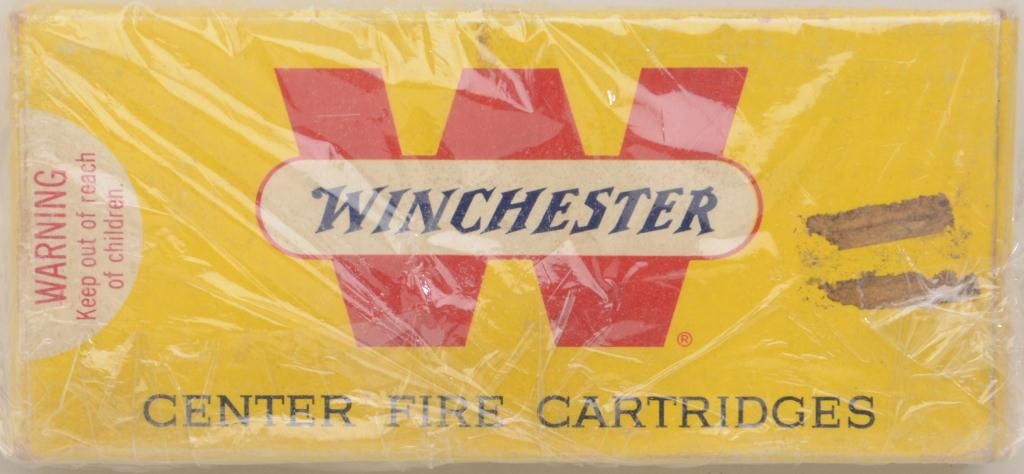 WARNING
Keep out of reach
of children.
W
WINCHESTER
®
CENTER FIRE CARTRIDGES